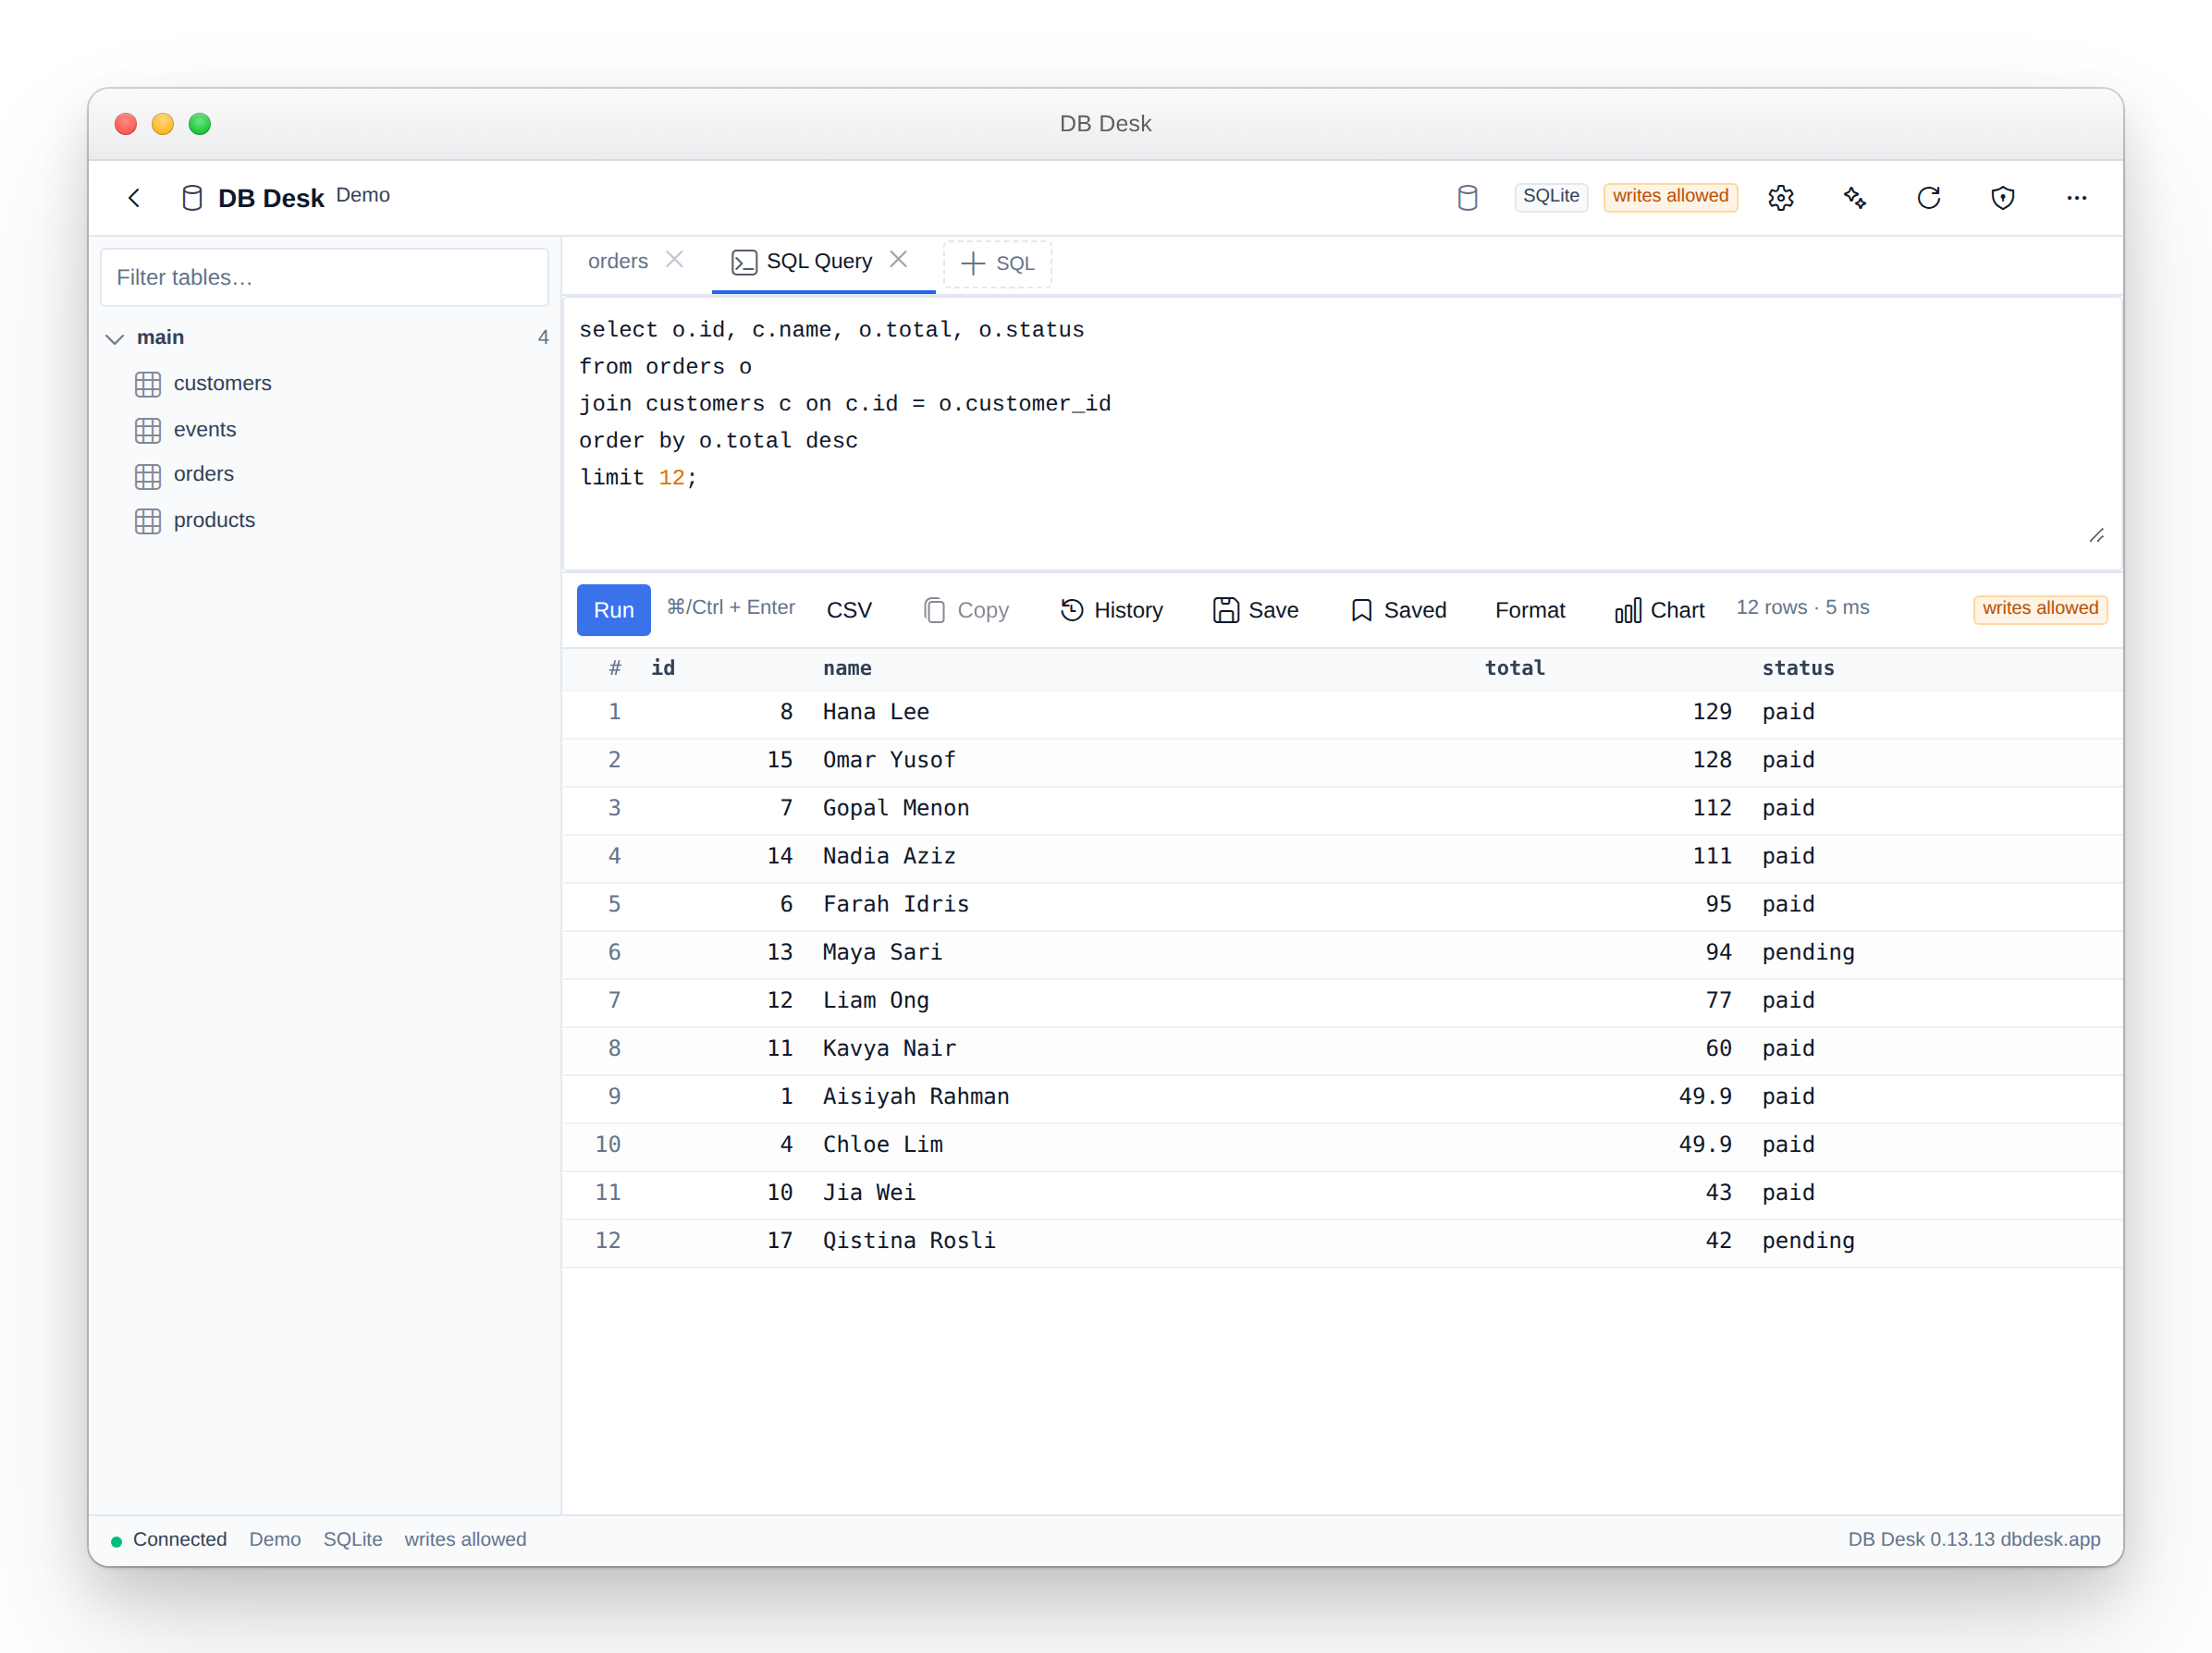 DB Desk
DB Desk Demo SQLite writes allowed
Filter tables…
main 4
customers
events
orders
products
orders SQL Query SQL
select o.id, c.name, o.total, o.status
from orders o
join customers c on c.id = o.customer_id
order by o.total desc
limit 12;
Run ⌘/Ctrl + Enter CSV Copy History Save Saved Format Chart 12 rows · 5 ms writes allowed
# id name total status
1 8 Hana Lee 129 paid
2 15 Omar Yusof 128 paid
3 7 Gopal Menon 112 paid
4 14 Nadia Aziz 111 paid
5 6 Farah Idris 95 paid
6 13 Maya Sari 94 pending
7 12 Liam Ong 77 paid
8 11 Kavya Nair 60 paid
9 1 Aisiyah Rahman 49.9 paid
10 4 Chloe Lim 49.9 paid
11 10 Jia Wei 43 paid
12 17 Qistina Rosli 42 pending
Connected Demo SQLite writes allowed DB Desk 0.13.13 dbdesk.app